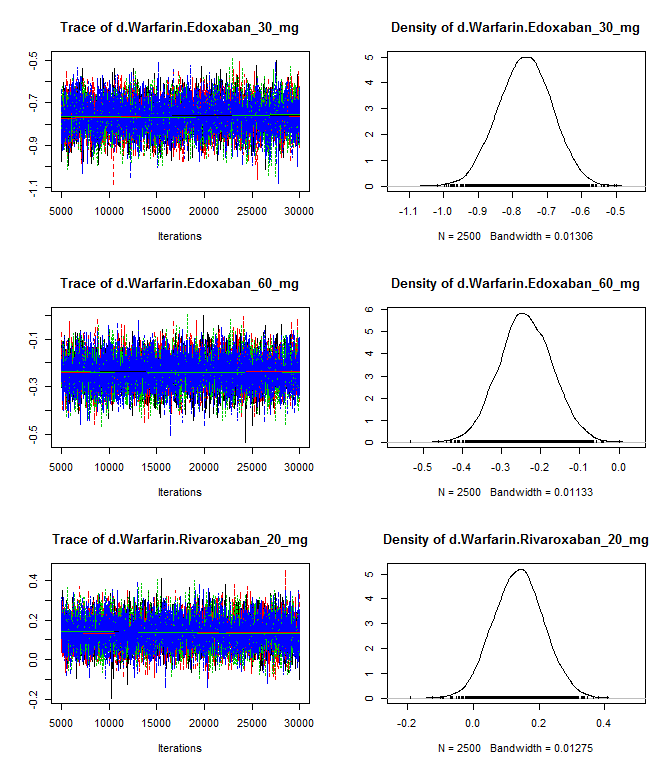 Trace of d.Warfarin.Edoxaban_30_mg
-0.5
-0.7
-0.9
-1.1
5000 10000 15000 20000 25000 30000
Iterations
Density of d.Warfarin.Edoxaban_30_mg
5
4
3
2
1
0
-1.1 -1.0 -0.9 -0.8 -0.7 -0.6 -0.5
N = 2500 Bandwidth = 0.01306
Trace of d.Warfarin.Edoxaban_60_mg
-0.1
-0.3
-0.5
5000 10000 15000 20000 25000 30000
Iterations
Density of d.Warfarin.Edoxaban_60_mg
6
5
4
3
2
1
0
-0.5 -0.4 -0.3 -0.2 -0.1 0.0
N = 2500 Bandwidth = 0.01133
Trace of d.Warfarin.Rivaroxaban_20_mg
0.4
0.2
0.0
-0.2
5000 10000 15000 20000 25000 30000
Iterations
Density of d.Warfarin.Rivaroxaban_20_mg
5
4
3
2
1
0
-0.2 0.0 0.2 0.4
N = 2500 Bandwidth = 0.01275